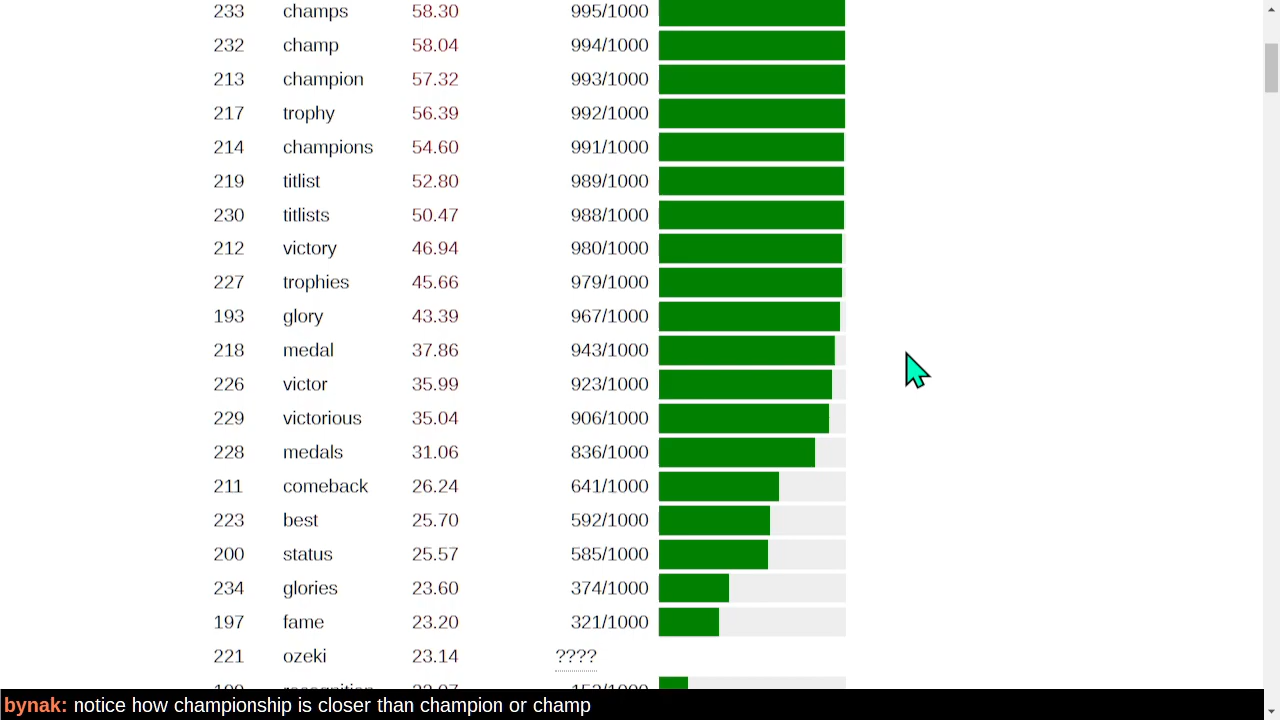 233 champs 58.30 995/1000
232 champ 58.04 994/1000
213 champion 57.32 993/1000
217 trophy 56.39 992/1000
214 champions 54.60 991/1000
219 titlist 52.80 989/1000
230 titlists 50.47 988/1000
212 victory 46.94 980/1000
227 trophies 45.66 979/1000
193 glory 43.39 967/1000
218 medal 37.86 943/1000
226 victor 35.99 923/1000
229 victorious 35.04 906/1000
228 medals 31.06 836/1000
211 comeback 26.24 641/1000
223 best 25.70 592/1000
200 status 25.57 585/1000
234 glories 23.60 374/1000
197 fame 23.20 321/1000
221 ozeki 23.14 ????
recognition
bynak: notice how championship is closer than champion or champ